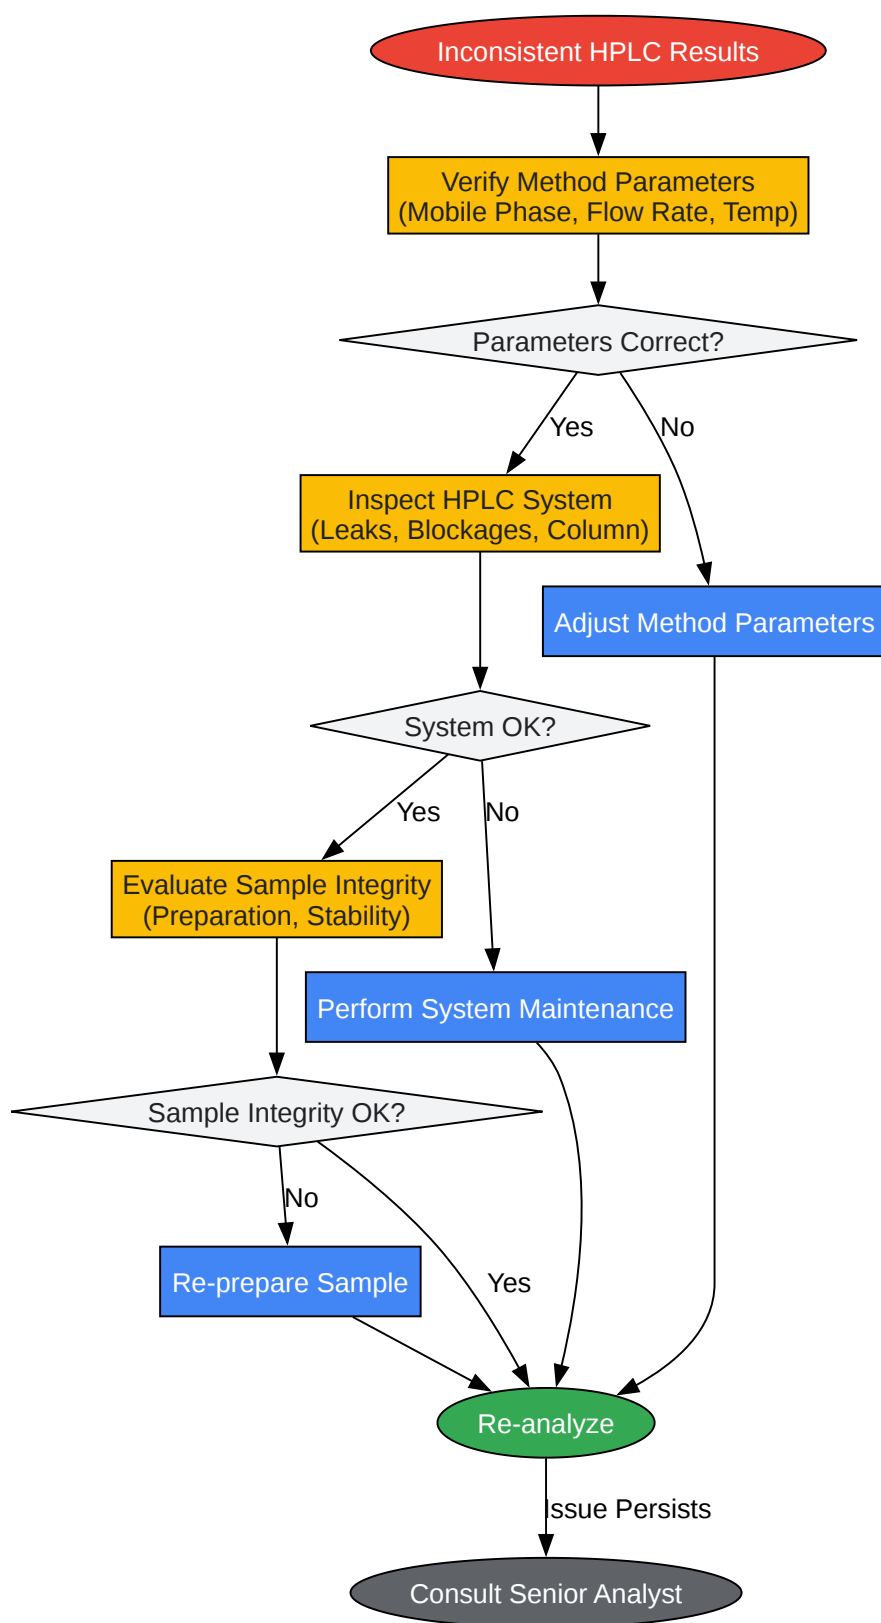 Inconsistent HPLC Results
Verify Method Parameters
(Mobile Phase, Flow Rate, Temp)
Parameters Correct?
Yes
No
Inspect HPLC System
(Leaks, Blockages, Column)
Adjust Method Parameters
System OK?
Yes
No
Evaluate Sample Integrity
(Preparation, Stability)
Perform System Maintenance
Sample Integrity OK?
No
Yes
Re-prepare Sample
Re-analyze
Issue Persists
Consult Senior Analyst